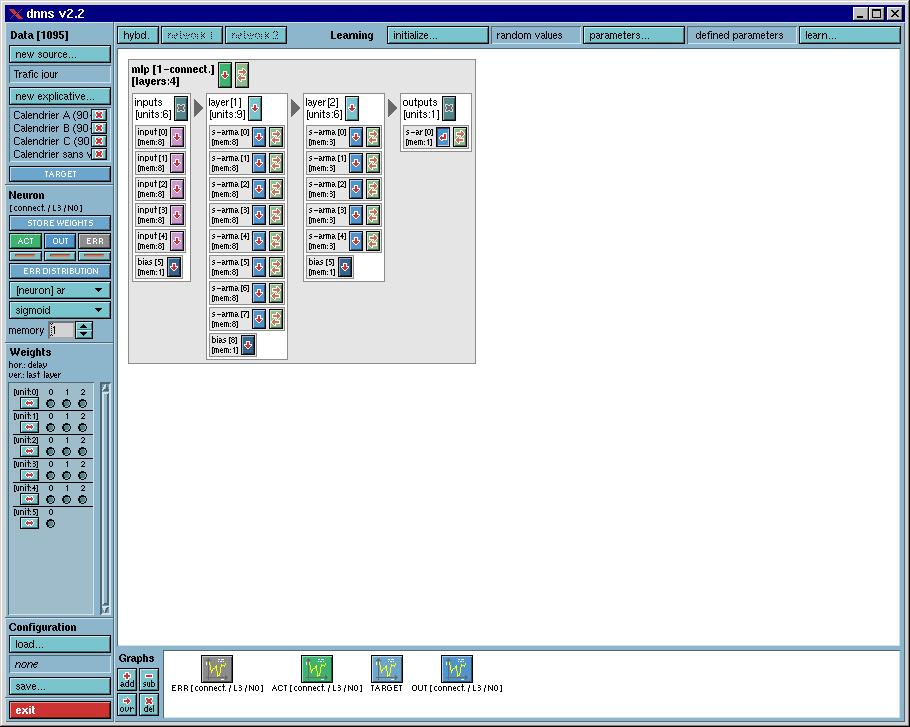 dnns v2.2
Data [1095]
new source...
Trafic jour
new explicative...
Calendrier A (90-
Calendrier B (90-
Calendrier C (90
Calendrier sans v
TARGET
Neuron
[connect. / L3 / N0]
STORE WEIGHTS
ACT OUT ERR
ERR DISTRIBUTION
[neuron] ar
sigmoid
memory 1
Weights
hor.: delay
ver.: last layer
[unit:0] 0 1 2
[unit:1] 0 1 2
[unit:2] 0 1 2
[unit:3] 0 1 2
[unit:4] 0 1 2
[unit:5] 0
Configuration
load...
none
save...
exit
hybd. network 1 network 2 Learning initialize... random values parameters... defined parameters learn...
mlp [1-connect.]
[layers:4]
inputs
[units:6]
input [0]
[mem:8]
input [1]
[mem:8]
input [2]
[mem:8]
input [3]
[mem:8]
input [4]
[mem:8]
bias [5]
[mem:1]
layer [1]
[units:9]
s-arma [0]
[mem:8]
s-arma [1]
[mem:8]
s-arma [2]
[mem:8]
s-arma [3]
[mem:8]
s-arma [4]
[mem:8]
s-arma [5]
[mem:8]
s-arma [6]
[mem:8]
s-arma [7]
[mem:8]
bias [8]
[mem:1]
layer [2]
[units:6]
s-arma [0]
[mem:3]
s-arma [1]
[mem:3]
s-arma [2]
[mem:3]
s-arma [3]
[mem:3]
s-arma [4]
[mem:3]
bias [5]
[mem:1]
outputs
[units:1]
s-ar [0]
[mem:1]
Graphs
add sub
ovr del
ERR [connect. / L3 / N0] ACT [connect. / L3 / N0] TARGET OUT [connect. / L3 / N0]